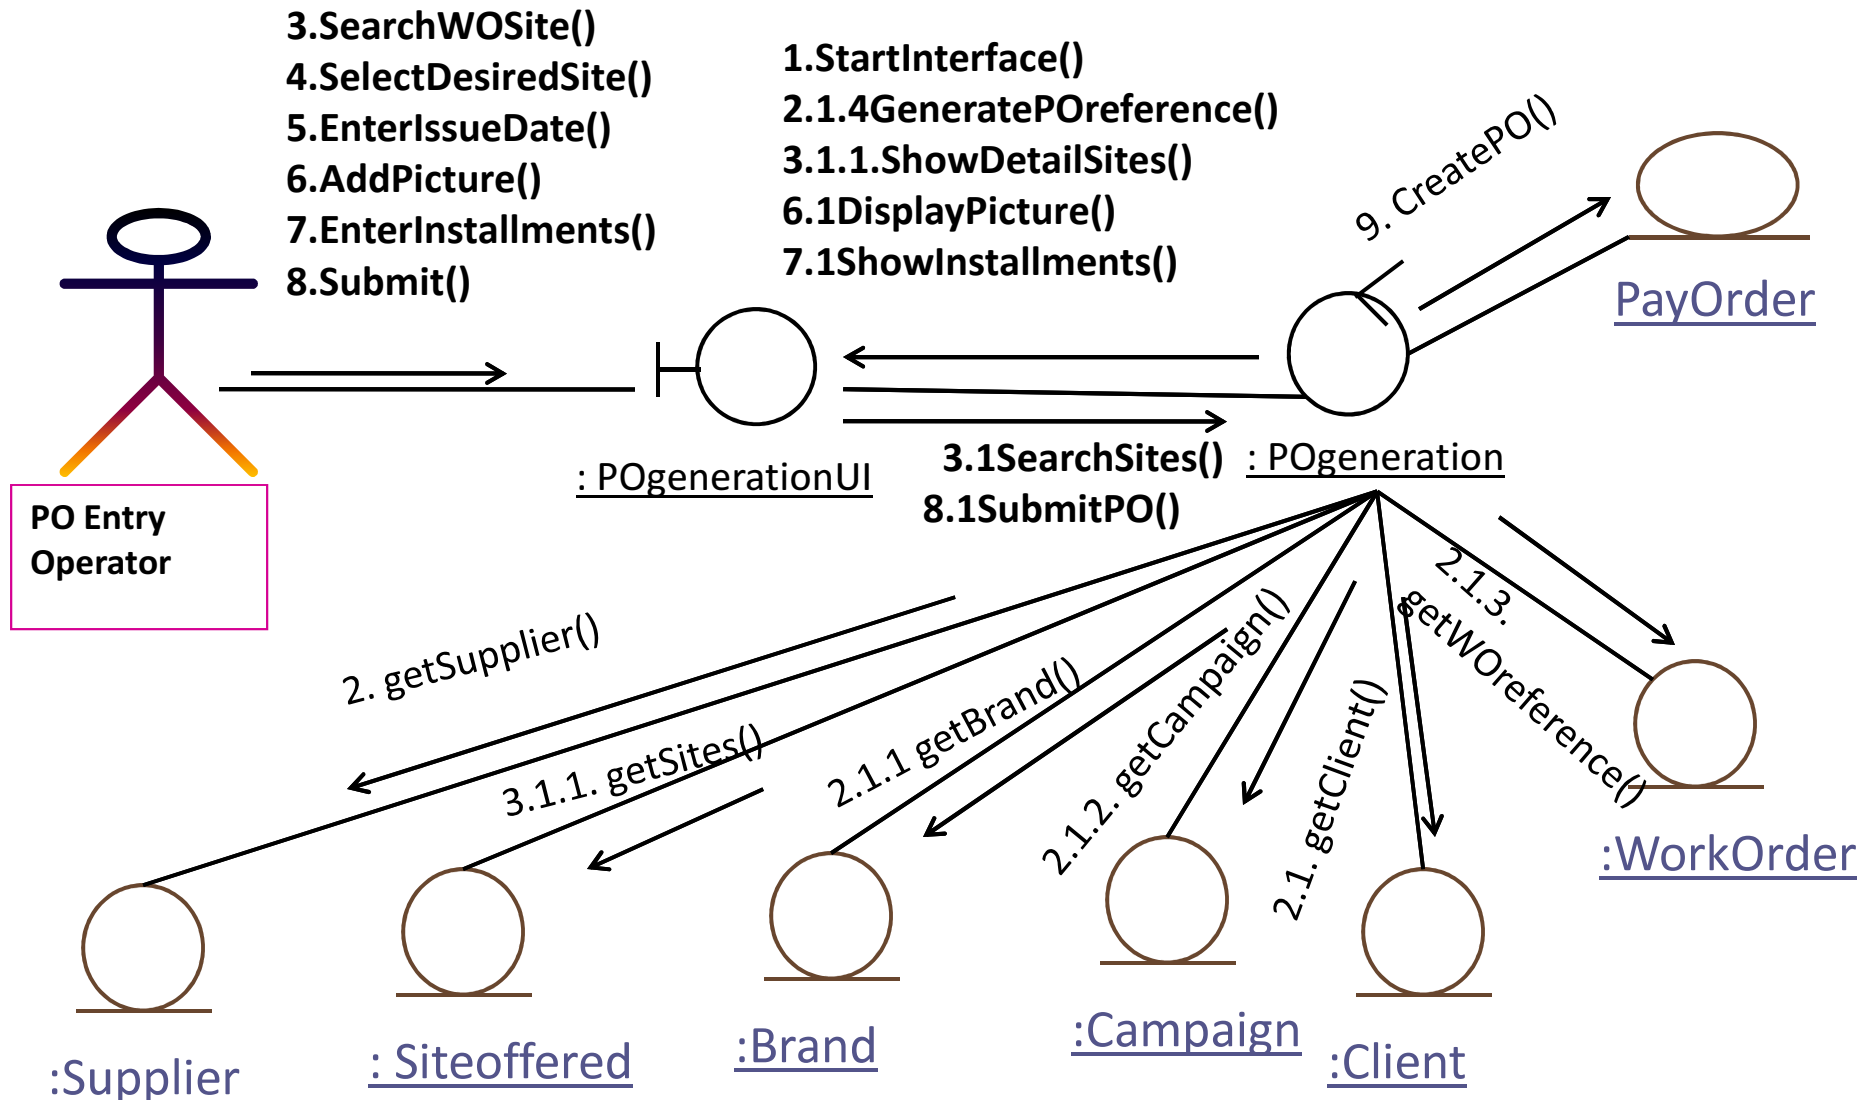 3.SearchWOSite()
4.SelectDesiredSite()
5.EnterIssueDate()
6.AddPicture()
7.EnterInstallments()
8.Submit()
1.StartInterface()
2.1.4GeneratePOreference()
3.1.1.ShowDetailSites()
6.1DisplayPicture()
7.1ShowInstallments()
9. CreatePO()
PayOrder
: POgenerationUI
3.1SearchSites()
8.1SubmitPO()
: POgeneration
PO Entry
Operator
2. getSupplier()
3.1.1. getSites()
2.1.1 getBrand()
2.1.2. getCampaign()
2.1. getClient()
2.1.3.
getWOreference()
:WorkOrder
:Supplier
: Siteoffered
:Brand
:Campaign
:Client